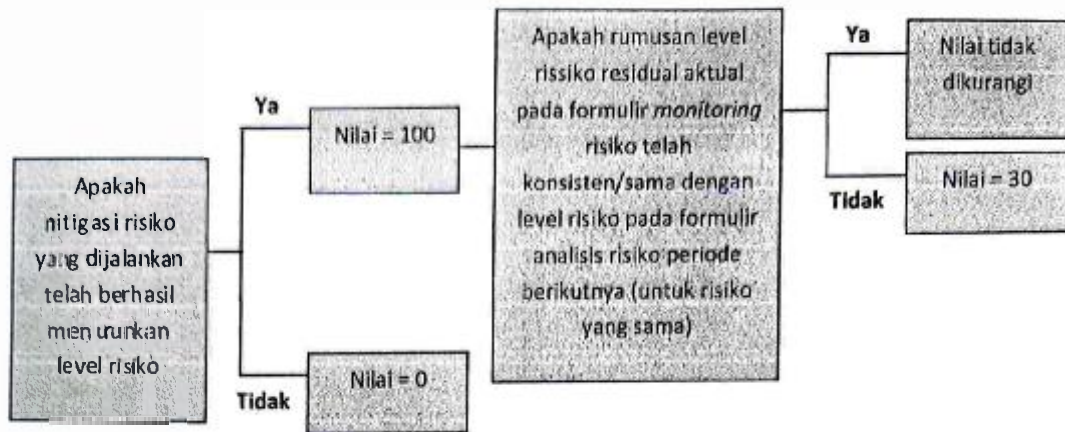 Apakah
nitigasi risiko
yang dijalankan
telah berhasil
menurunkan
level risiko
Ya
Nilai = 100
Tidak
Nilai = 0
Apakah rumusan level
rissiko residual aktual
pada formulir monitoring
risiko telah
konsisten/sama dengan
level risiko pada formulir
analisis risiko periode
berikutnya (untuk risiko
yang sama)
Ya
Nilai tidak
dikurangi
Tidak
Nilai = 30